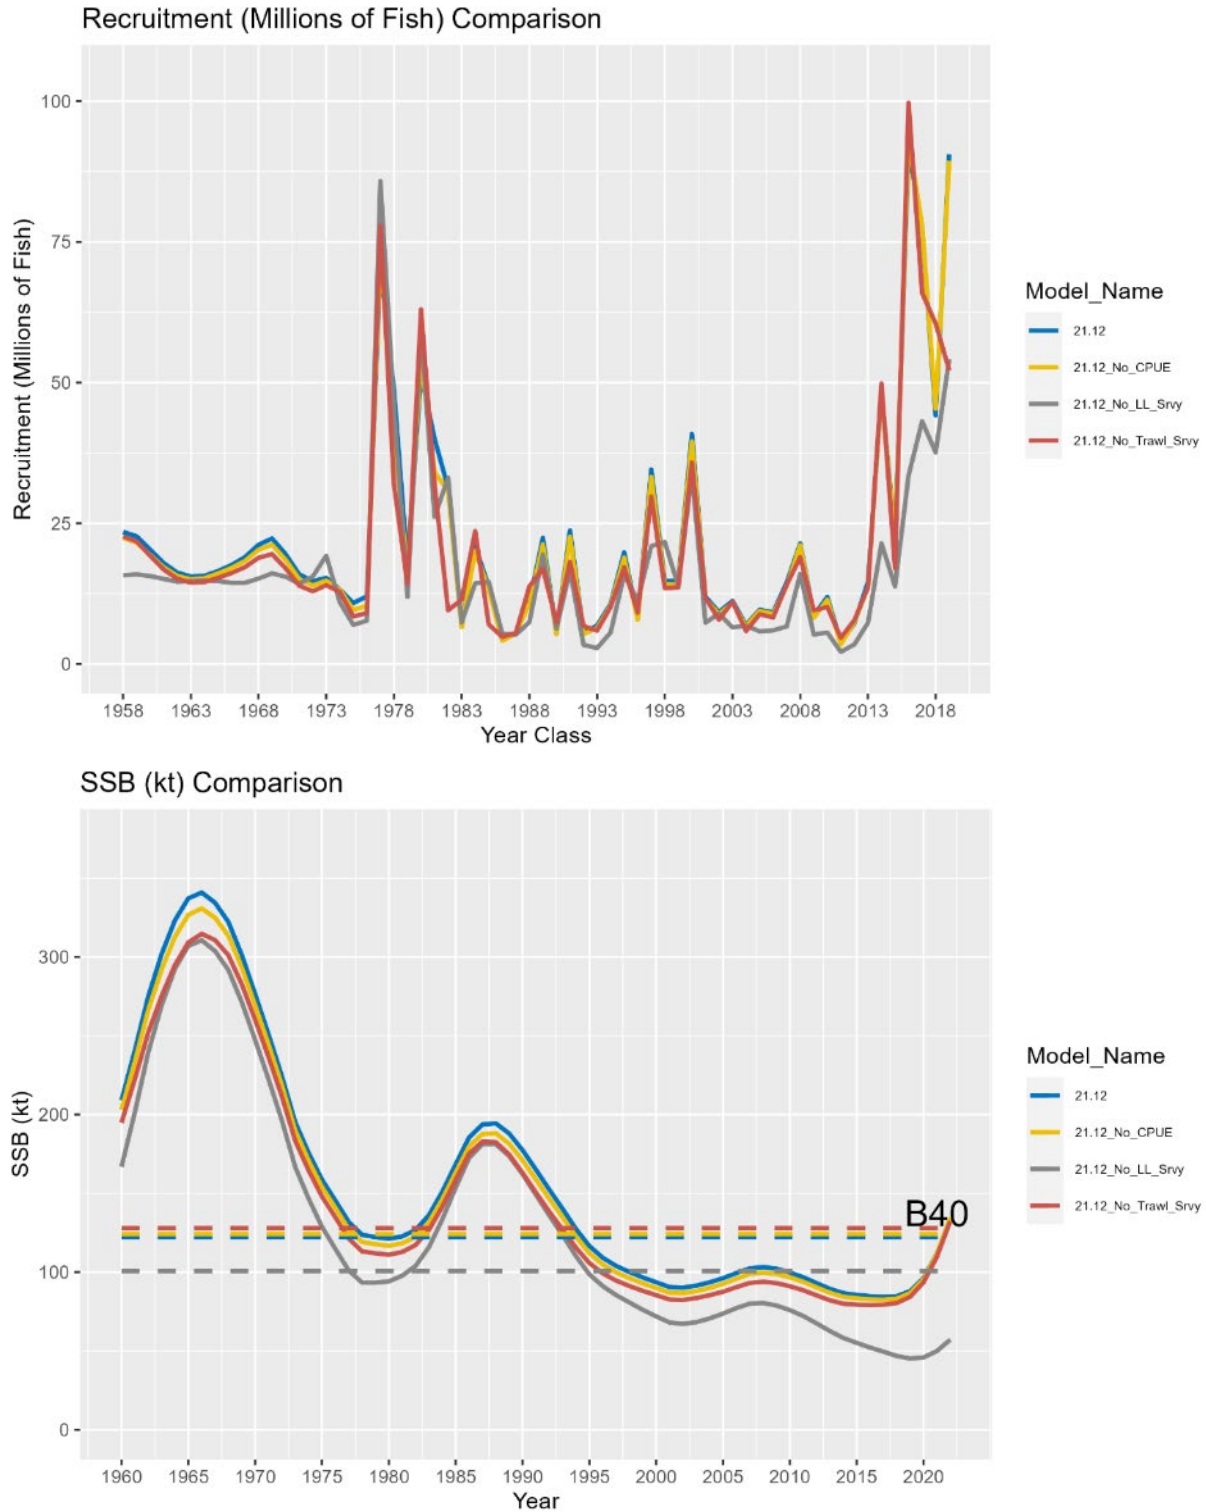 Recruitment (Millions of Fish) Comparison
Recruitment (Millions of Fish)
100
75
50
25
0
1958 1963 1968 1973 1978 1983 1988 1993 1998 2003 2008 2013 2018
Year Class
Model_Name
21.12
21.12_No_CPUE
21.12_No_LL_Srvy
21.12_No_Trawl_Srvy
SSB (kt) Comparison
SSB (kt)
300
200
100
0
B40
1960 1965 1970 1975 1980 1985 1990 1995 2000 2005 2010 2015 2020
Year
Model_Name
21.12
21.12_No_CPUE
21.12_No_LL_Srvy
21.12_No_Trawl_Srvy